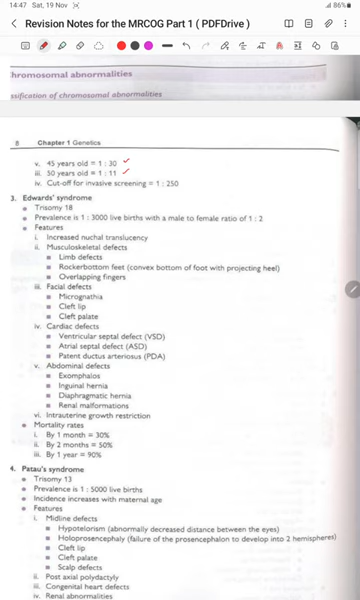 14:47 Sat, 19 Nov
86%
Revision Notes for the MRCOG Part 1 ( PDFDrive )
hromosomal abnormalities
ssification of chromosomal abnormalities
8 Chapter 1 Genetics
v. 45 years old = 1 : 30
iii. 50 years old = 1 : 11
iv. Cut-off for invasive screening = 1 : 250
3. Edwards' syndrome
Trisomy 18
Prevalence is 1 : 3000 live births with a male to female ratio of 1 : 2
Features
i. Increased nuchal translucency
ii. Musculoskeletal defects
Limb defects
Rockerbottom feet (convex bottom of foot with projecting heel)
Overlapping fingers
iii. Facial defects
Micrognathia
Cleft lip
Cleft palate
iv. Cardiac defects
Ventricular septal defect (VSD)
Atrial septal defect (ASD)
Patent ductus arteriosus (PDA)
v. Abdominal defects
Exomphalos
Inguinal hernia
Diaphragmatic hernia
Renal malformations
vi. Intrauterine growth restriction
Mortality rates
i. By 1 month = 30%
ii. By 2 months = 50%
iii. By 1 year = 90%
4. Patau's syndrome
Trisomy 13
Prevalence is 1 : 5000 live births
Incidence increases with maternal age
Features
i. Midline defects
Hypotelorism (abnormally decreased distance between the eyes)
Holoprosencephaly (failure of the prosencephalon to develop into 2 hemispheres)
Cleft lip
Cleft palate
Scalp defects
ii. Post axial polydactyly
iii. Congenital heart defects
iv. Renal abnormalities